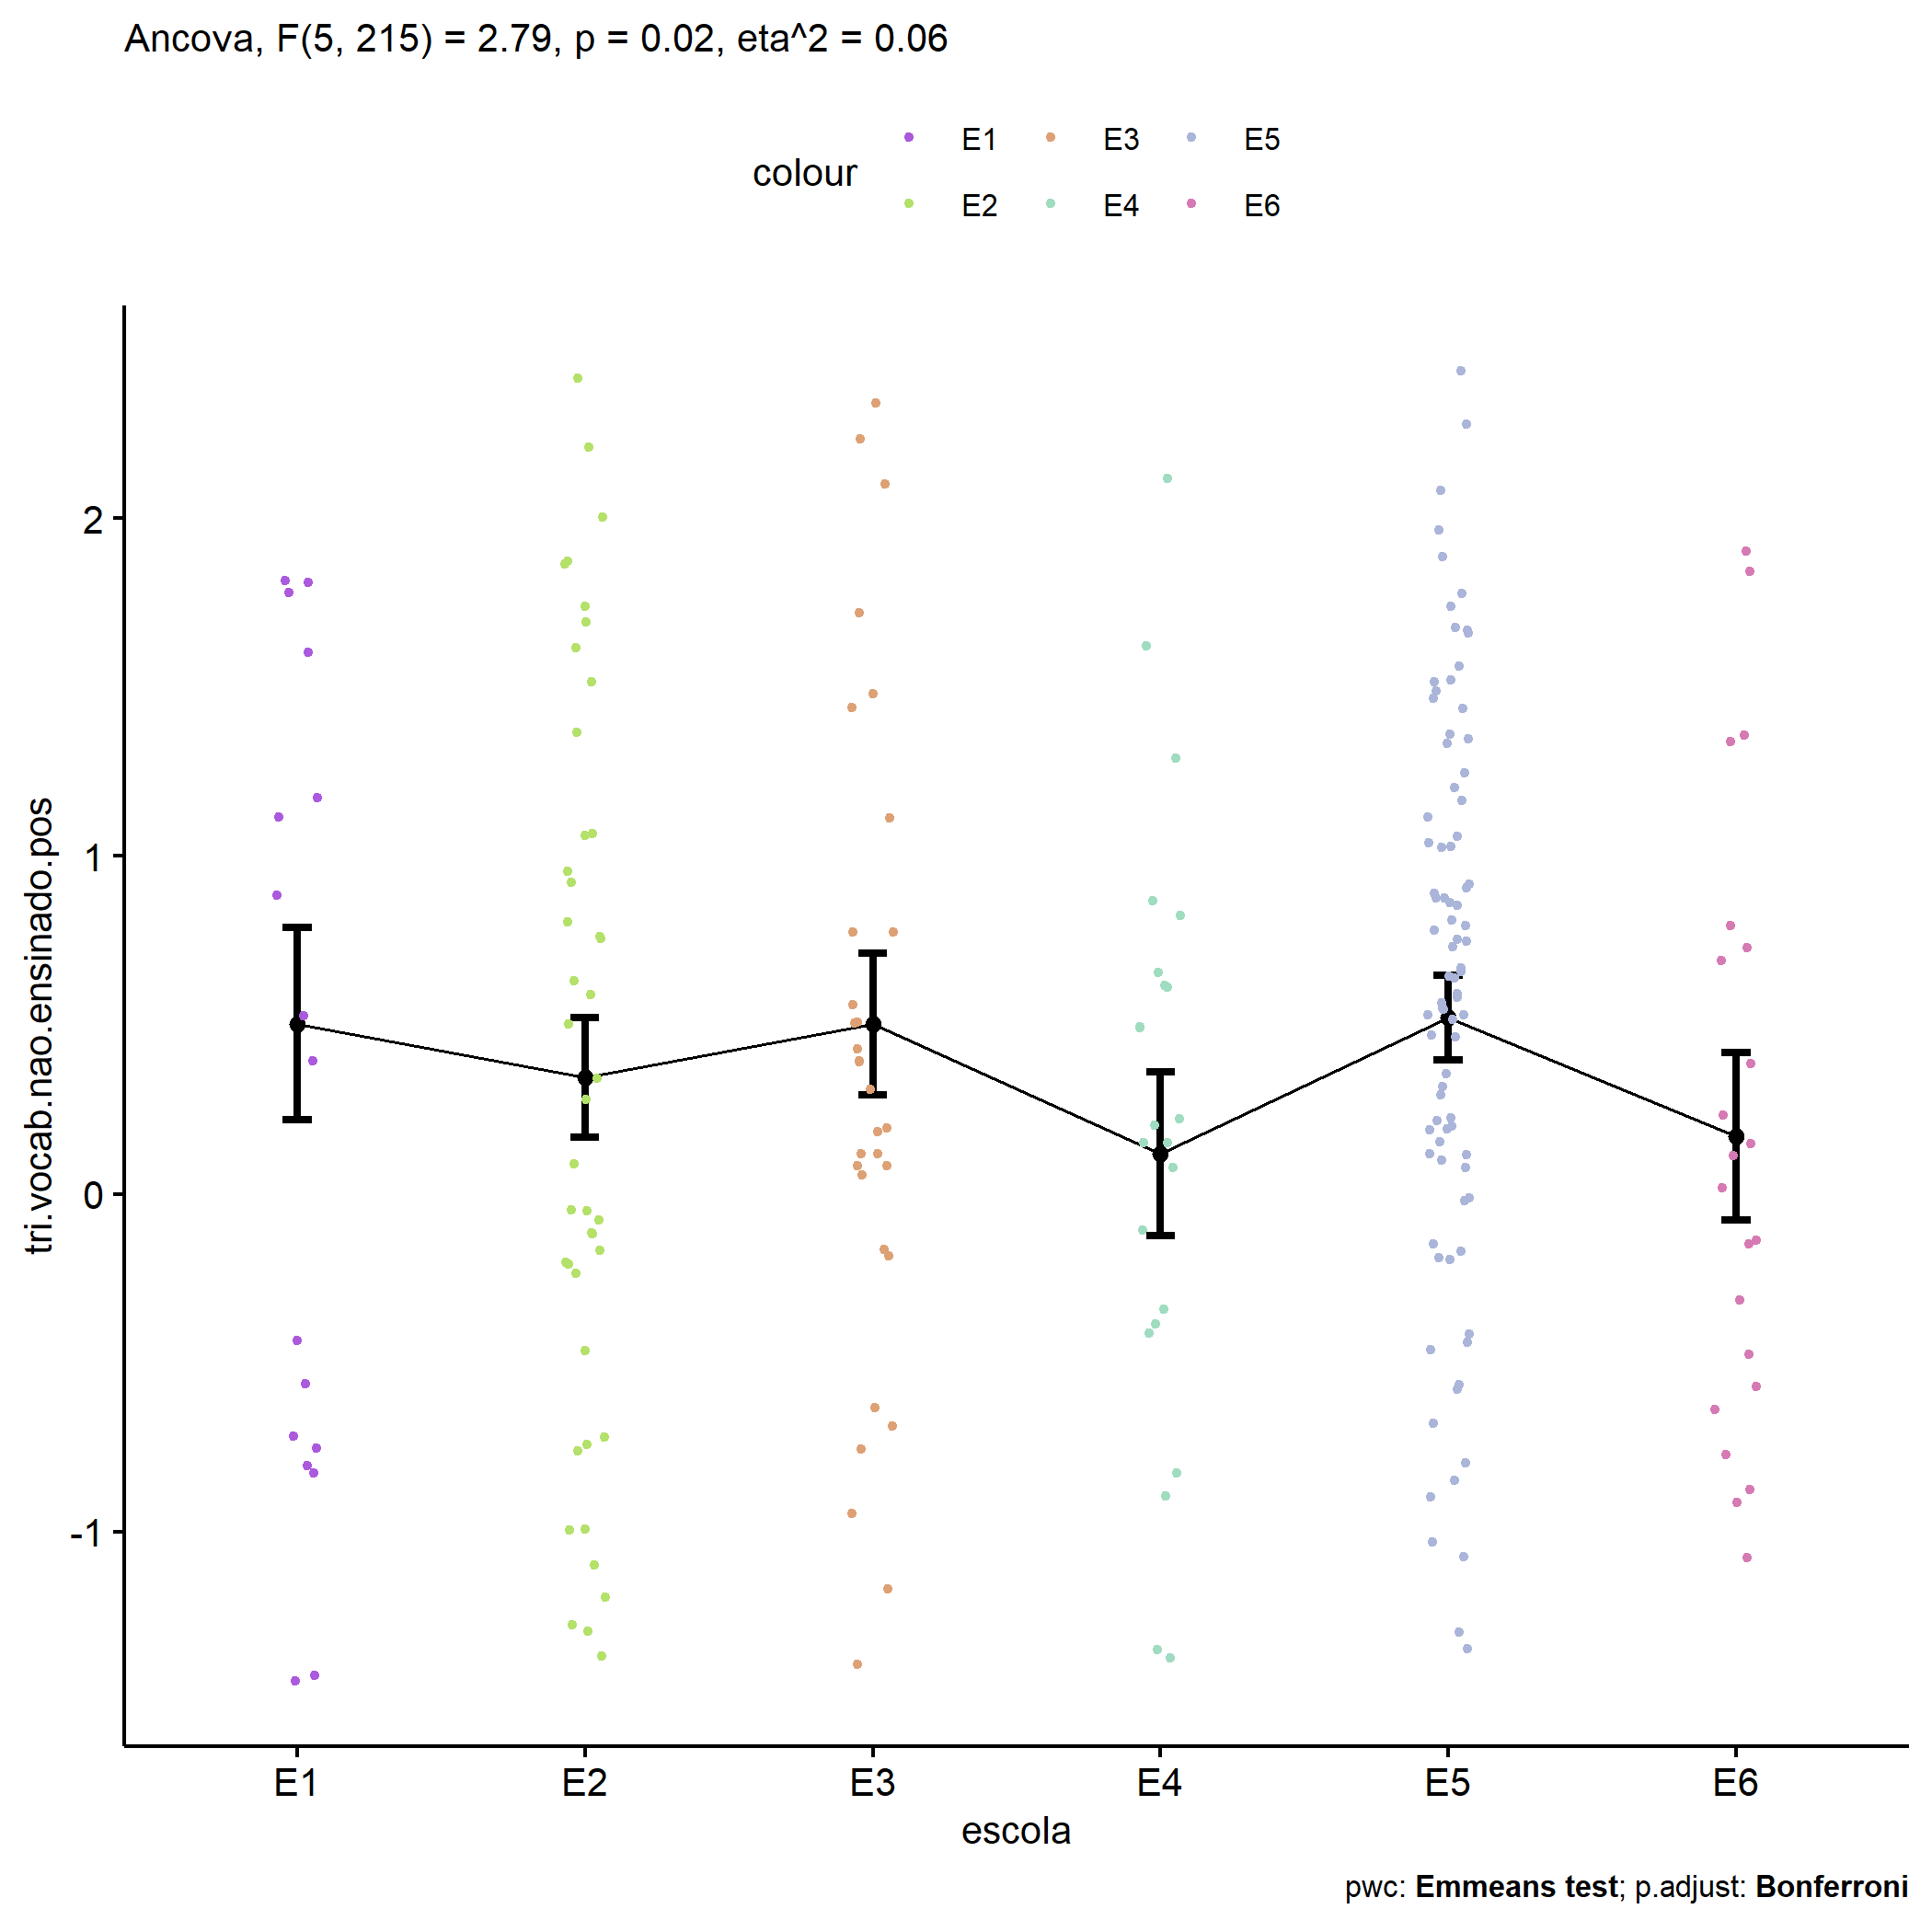 Ancova, F(5, 215) = 2.79, p = 0.02, eta^2 = 0.06
colour
E1 E3 E5
E2 E4 E6
tri.vocab.nao.ensinado.pos
2
1
0
-1
E1 E2 E3 E4 E5 E6
escola
pwc: Emmeans test; p.adjust: Bonferroni